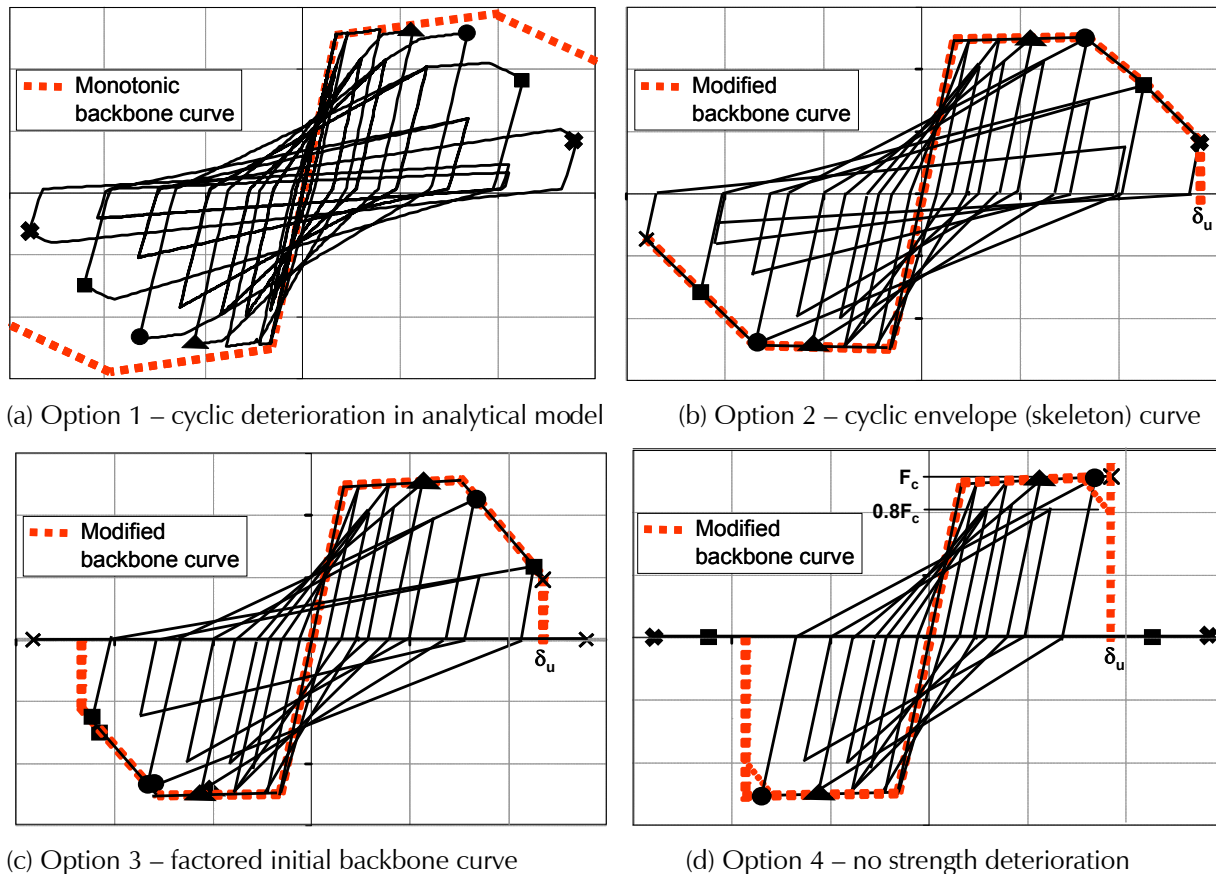 Monotonic
backbone curve
Modified
backbone curve
δu
(a) Option 1 – cyclic deterioration in analytical model
(b) Option 2 – cyclic envelope (skeleton) curve
Modified
backbone curve
δu
Fc
0.8Fc
Modified
backbone curve
δu
(c) Option 3 – factored initial backbone curve
(d) Option 4 – no strength deterioration